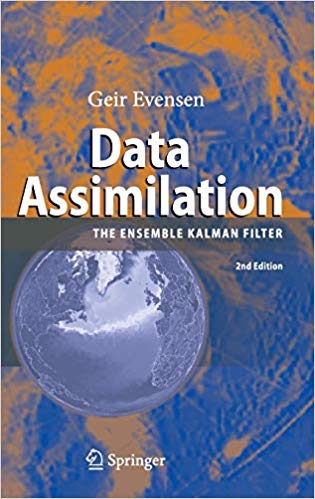 Geir Evensen
Data
Assimilation
THE ENSEMBLE KALMAN FILTER
2nd Edition
Springer